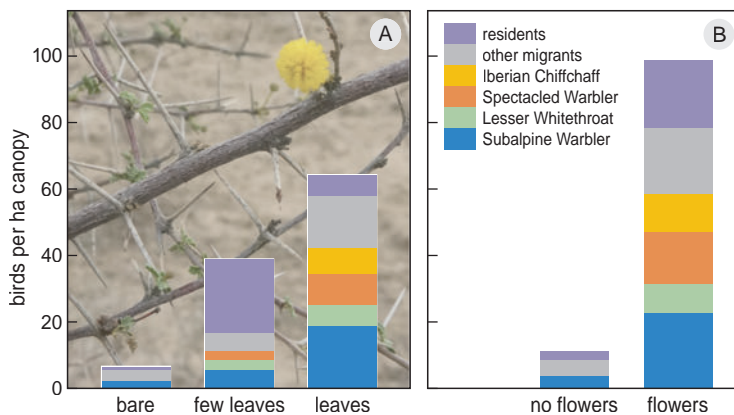 A
B
100
80
60
40
20
0
birds per ha canopy
bare
few leaves
leaves
residents
other migrants
Iberian Chiffchaff
Spectacled Warbler
Lesser Whitethroat
Subalpine Warbler
no flowers
flowers